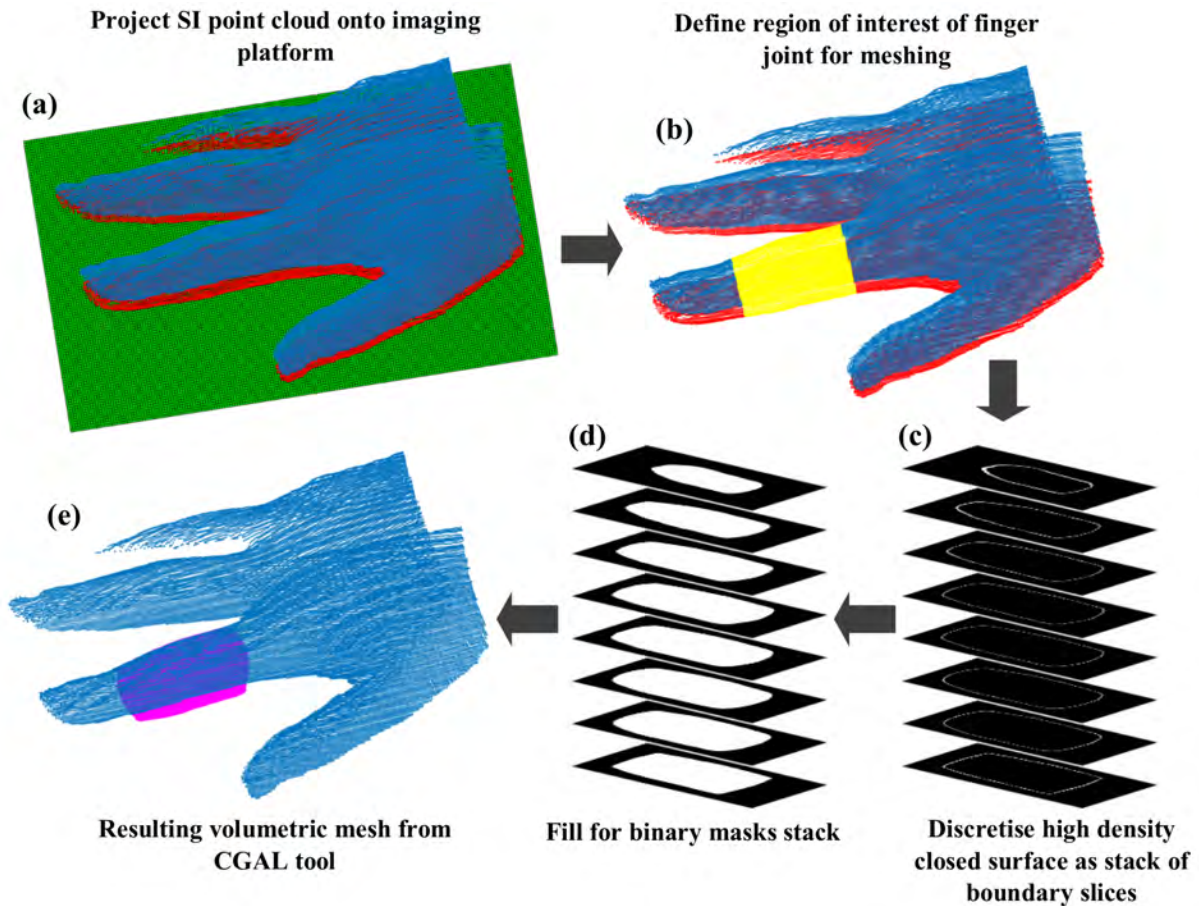 Project SI point cloud onto imaging
platform
Define region of interest of finger
joint for meshing
(a)
(b)
(d)
(c)
(e)
Resulting volumetric mesh from
CGAL tool
Fill for binary masks stack
Discretise high density
closed surface as stack of
boundary slices